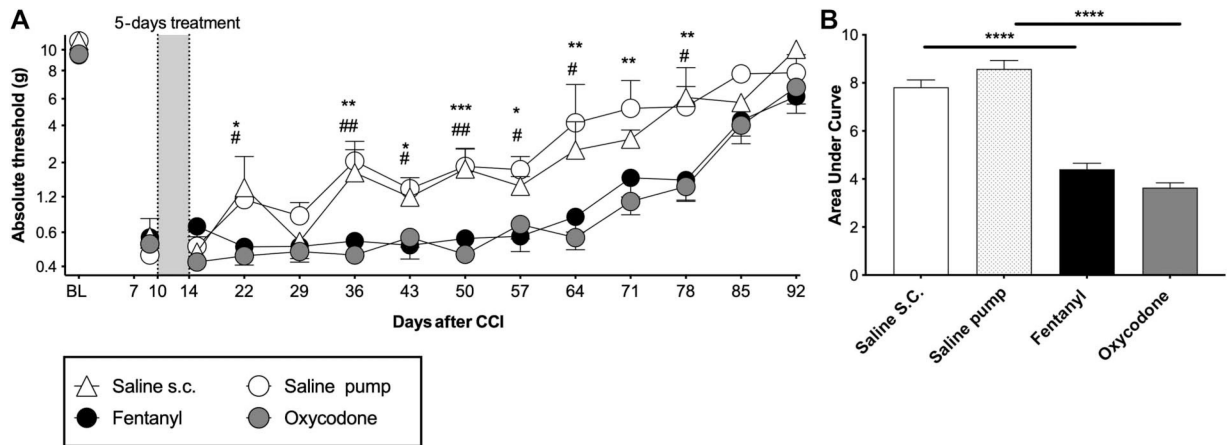 A
5-days treatment
Absolute threshold (g)
10
8
6
4
2
1.2
0.6
0.4
*
#
**
##
*
#
***
##
*
#
**
#
**
**
#
BL 7 10 14 22 29 36 43 50 57 64 71 78 85 92
Days after CCI
Saline s.c. Saline pump
Fentanyl Oxycodone
B
****
****
Area Under Curve
10
8
6
4
2
0
Saline S.C.
Saline pump
Fentanyl
Oxycodone